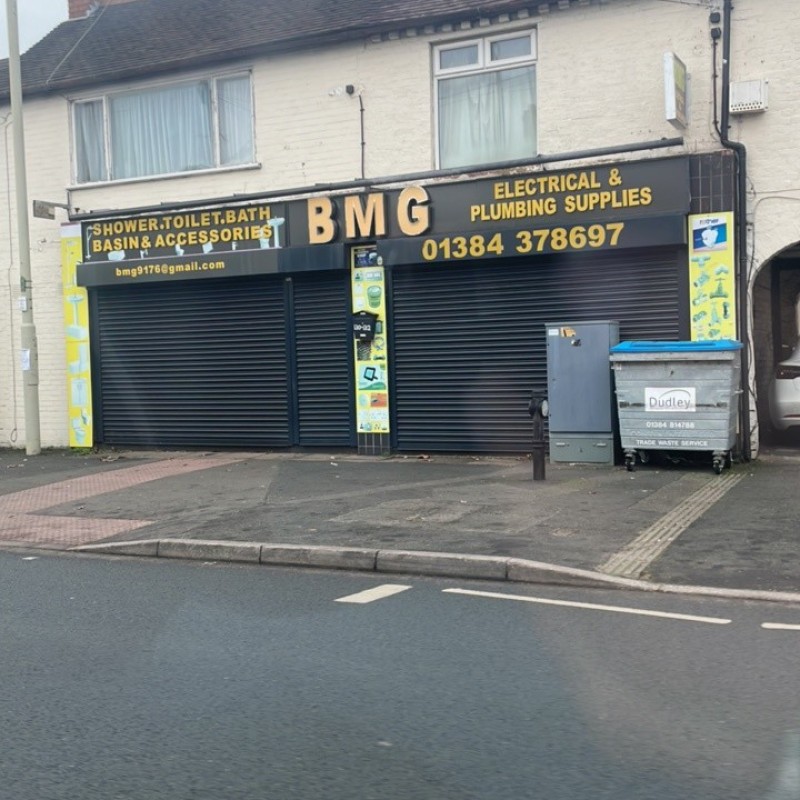 SHOWER.TOILET.BATH
BASIN & ACCESSORIES
bmg9176@gmail.com
BMG
ELECTRICAL &
PLUMBING SUPPLIES
01384 378697
Dudley
01384 814788
TRADE WASTE SERVICE